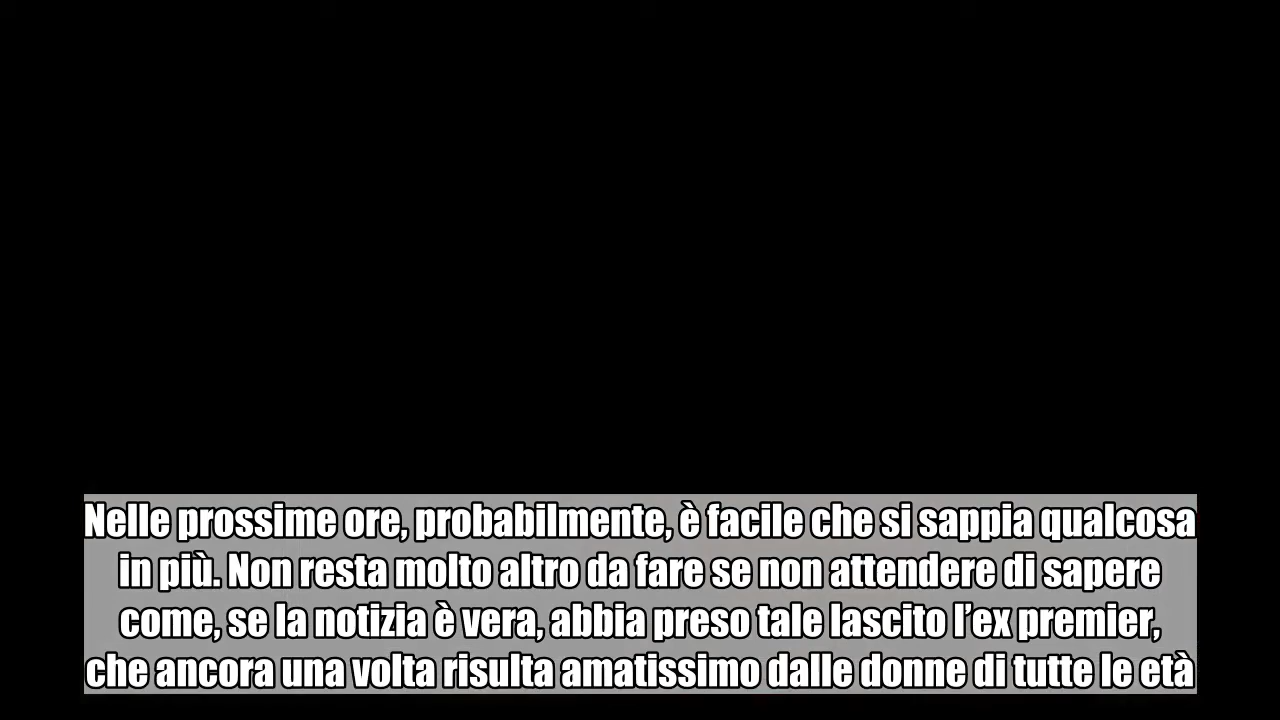 Nelle prossime ore, probabilmente, è facile che si sappia qualcosa
in più. Non resta molto altro da fare se non attendere di sapere
come, se la notizia è vera, abbia preso tale lascito l’ex premier,
che ancora una volta risulta amatissimo dalle donne di tutte le età